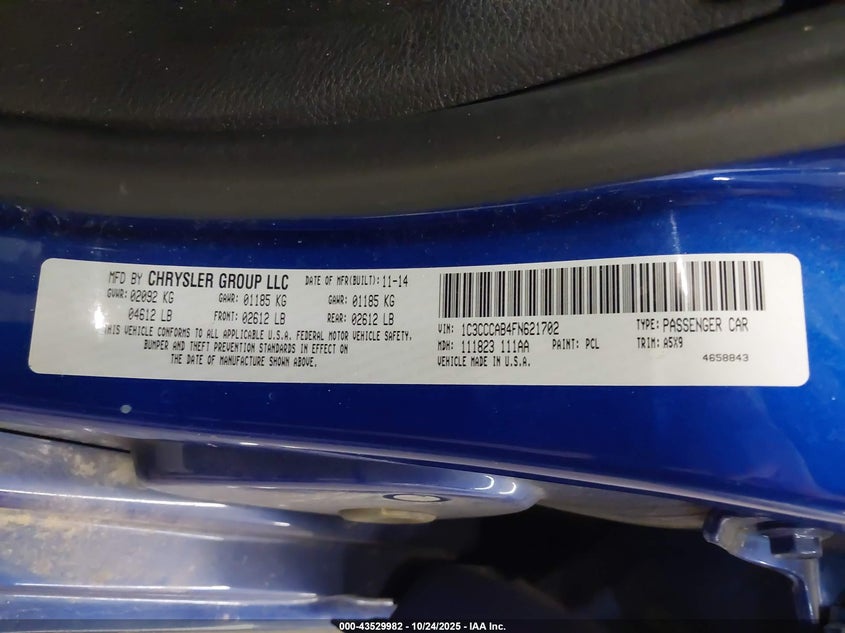 MFD BY CHRYSLER GROUP LLC DATE OF MFR(BUILT): 11-14
GVWR: 02092 KG GAWR: 01185 KG GAWR: 01185 KG
04612 LB FRONT: 02612 LB REAR: 02612 LB
THIS VEHICLE CONFORMS TO ALL APPLICABLE U.S.A. FEDERAL MOTOR VEHICLE SAFETY,
BUMPER AND THEFT PREVENTION STANDARDS IN EFFECT ON
THE DATE OF MANUFACTURE SHOWN ABOVE.
VIN: 1C3CCCAB4FN621702 TYPE: PASSENGER CAR
MDH: 111823 111AA PAINT: PCL TRIM: A5X9
VEHICLE MADE IN U.S.A. 4658843
000-43529982 - 10/24/2025 - IAA Inc.